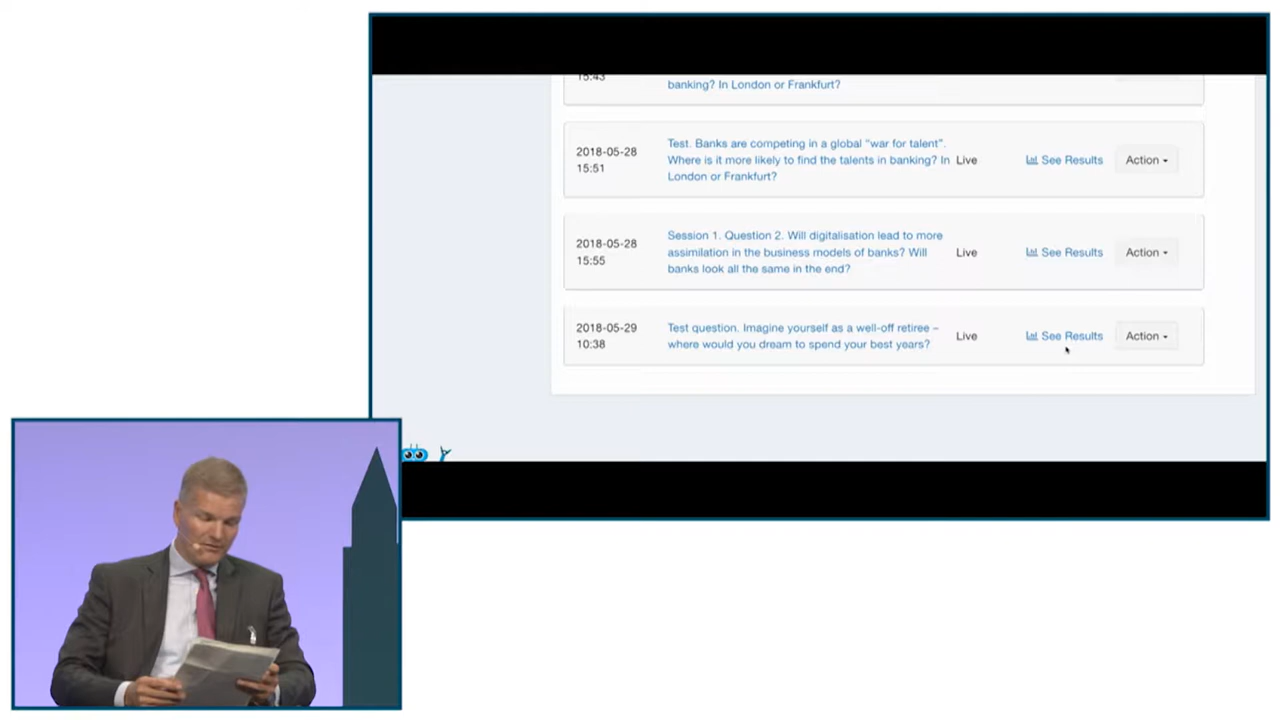 15:43
banking? In London or Frankfurt?
2018-05-28
15:51
Test. Banks are competing in a global "war for talent".
Where is it more likely to find the talents in banking? In
London or Frankfurt?
Live
See Results
Action
2018-05-28
15:55
Session 1. Question 2. Will digitalisation lead to more
assimilation in the business models of banks? Will
banks look all the same in the end?
Live
See Results
Action
2018-05-29
10:38
Test question. Imagine yourself as a well-off retiree –
where would you dream to spend your best years?
Live
See Results
Action